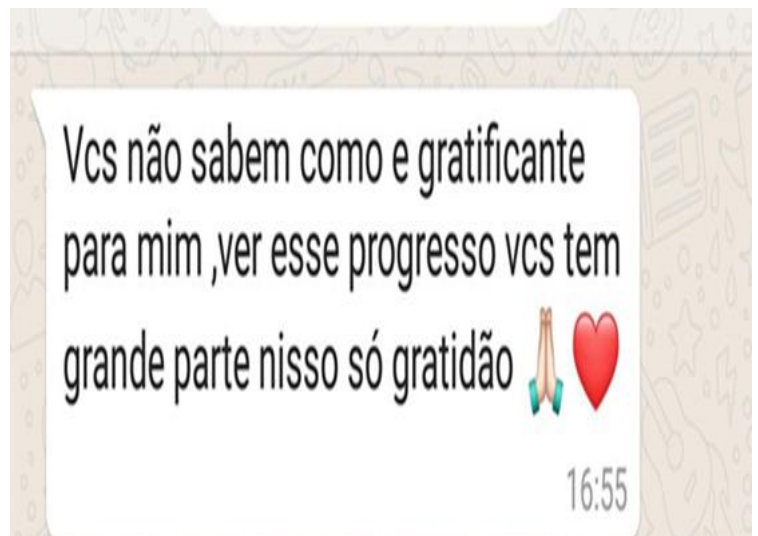 Vcs não sabem como e gratificante
para mim ,ver esse progresso vcs tem
grande parte nisso só gratidão 🙏🏻❤️
16:55